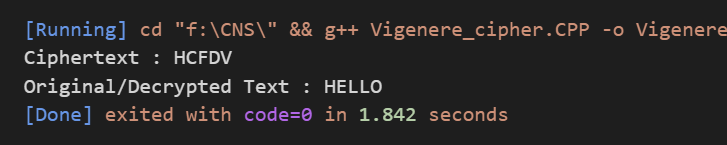 [Running] cd "f:\CNS\" && g++ Vigenere_cipher.CPP -o Vigenere
Ciphertext : HCFDV
Original/Decrypted Text : HELLO
[Done] exited with code=0 in 1.842 seconds